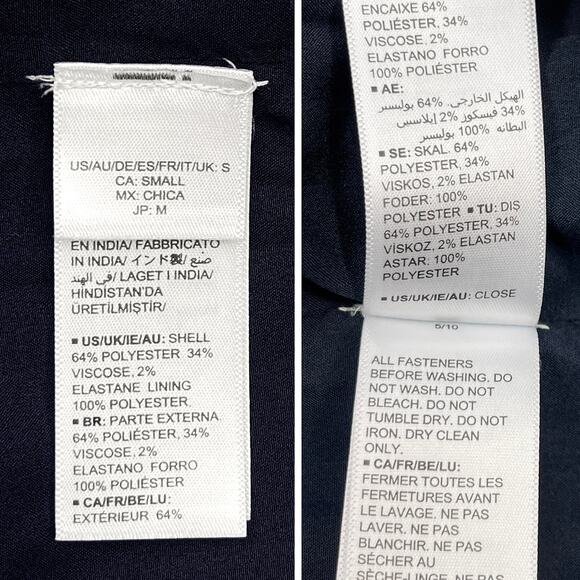 US/AU/DE/ES/FR/IT/UK: S
CA: SMALL
MX: CHICA
JP: M
EN INDIA/ FABBRICATO
IN INDIA/ インド製/ صنع
في الهند/ LAGET I INDIA/
HİNDİSTAN'DA
ÜRETİLMİŞTİR/
■ US/UK/IE/AU: SHELL
64% POLYESTER 34%
VISCOSE, 2%
ELASTANE LINING
100% POLYESTER
■ BR: PARTE EXTERNA
64% POLIÉSTER, 34%
VISCOSE, 2%
ELASTANO FORRO
100% POLIÉSTER
■ CA/FR/BE/LU:
EXTÉRIEUR 64%
ENCAIXE 64%
POLIÉSTER, 34%
VISCOSE, 2%
ELASTANO FORRO
100% POLIÉSTER
■ AE:
الهيكل الخارجي: 64% بوليستر
34% فيسكوز 2% إيلاستين
البطانه 100% بوليستر
■ SE: SKAL. 64%
POLYESTER, 34%
VISKOS, 2% ELASTAN
FODER: 100%
POLYESTER ■ TU: DIŞ
64% POLYESTER, 34%
VİSKOZ, 2% ELASTAN
ASTAR: 100%
POLYESTER
■ US/UK/IE/AU: CLOSE
5/10
ALL FASTENERS
BEFORE WASHING. DO
NOT WASH. DO NOT
BLEACH. DO NOT
TUMBLE DRY. DO NOT
IRON. DRY CLEAN
ONLY.
■ CA/FR/BE/LU:
FERMER TOUTES LES
FERMETURES AVANT
LE LAVAGE. NE PAS
LAVER. NE PAS
BLANCHIR. NE PAS
SÉCHER AU
SÈCHE-LINGE. NE PAS